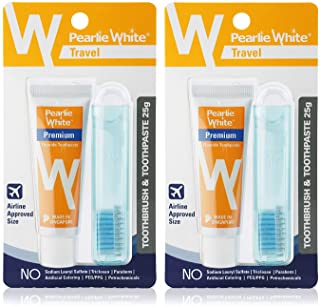 Pearlie White®
Travel
Pearlie
White®
Premium
Fluoride Toothpaste
MADE IN
SINGAPORE
Airline
Approved
Size
TOOTHBRUSH & TOOTHPASTE 25g
NO
Sodium Lauryl Sulfate | Triclosan | Parabens |
Artificial Coloring | PEG/PPG | Petrochemicals
Pearlie White®
Travel
Pearlie
White®
Premium
Fluoride Toothpaste
MADE IN
SINGAPORE
Airline
Approved
Size
TOOTHBRUSH & TOOTHPASTE 25g
NO
Sodium Lauryl Sulfate | Triclosan | Parabens |
Artificial Coloring | PEG/PPG | Petrochemicals